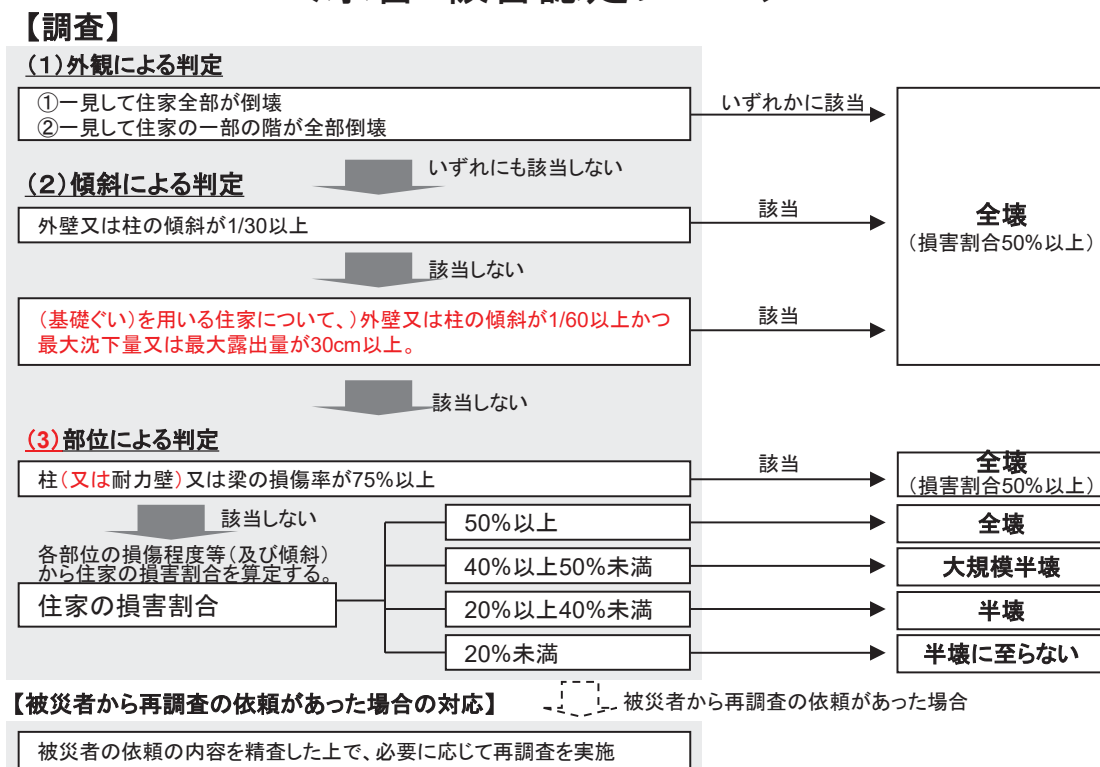 【調査】
(1)外観による判定
①一見して住家全部が倒壊
②一見して住家の一部の階が全部倒壊
いずれかに該当
いずれにも該当しない
(2)傾斜による判定
外壁又は柱の傾斜が1/30以上
該当
全壊
(損害割合50%以上)
該当しない
(基礎ぐい)を用いる住家について、)外壁又は柱の傾斜が1/60以上かつ
最大沈下量又は最大露出量が30cm以上。
該当
該当しない
(3)部位による判定
柱(又は耐力壁)又は梁の損傷率が75%以上
該当
全壊
(損害割合50%以上)
該当しない
各部位の損傷程度等(及び傾斜)
から住家の損害割合を算定する。
住家の損害割合
50%以上
全壊
40%以上50%未満
大規模半壊
20%以上40%未満
半壊
20%未満
半壊に至らない
【被災者から再調査の依頼があった場合の対応】
被災者から再調査の依頼があった場合
被災者の依頼の内容を精査した上で、必要に応じて再調査を実施